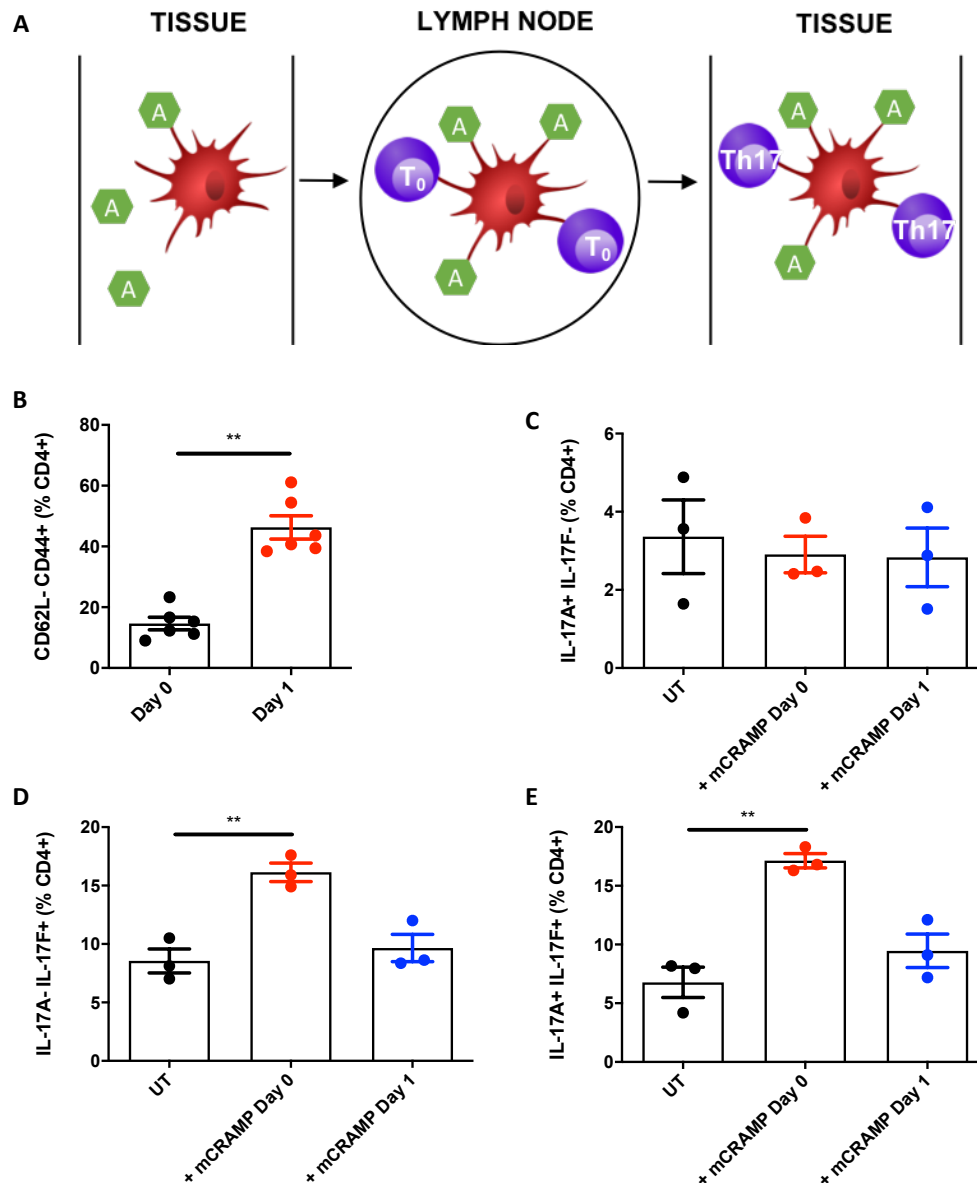 A
TISSUE
LYMPH NODE
TISSUE
A
A
A
A
A
A
T0
T0
A
A
A
Th17
Th17
B
CD62L- CD44+ (% CD4+)
80
60
40
20
0
**
Day 0
Day 1
C
IL-17A+ IL-17F- (% CD4+)
6
4
2
0
UT
+ mCRAMP Day 0
+ mCRAMP Day 1
D
IL-17A- IL-17F+ (% CD4+)
20
15
10
5
0
**
UT
+ mCRAMP Day 0
+ mCRAMP Day 1
E
IL-17A+ IL-17F+ (% CD4+)
20
15
10
5
0
**
UT
+ mCRAMP Day 0
+ mCRAMP Day 1